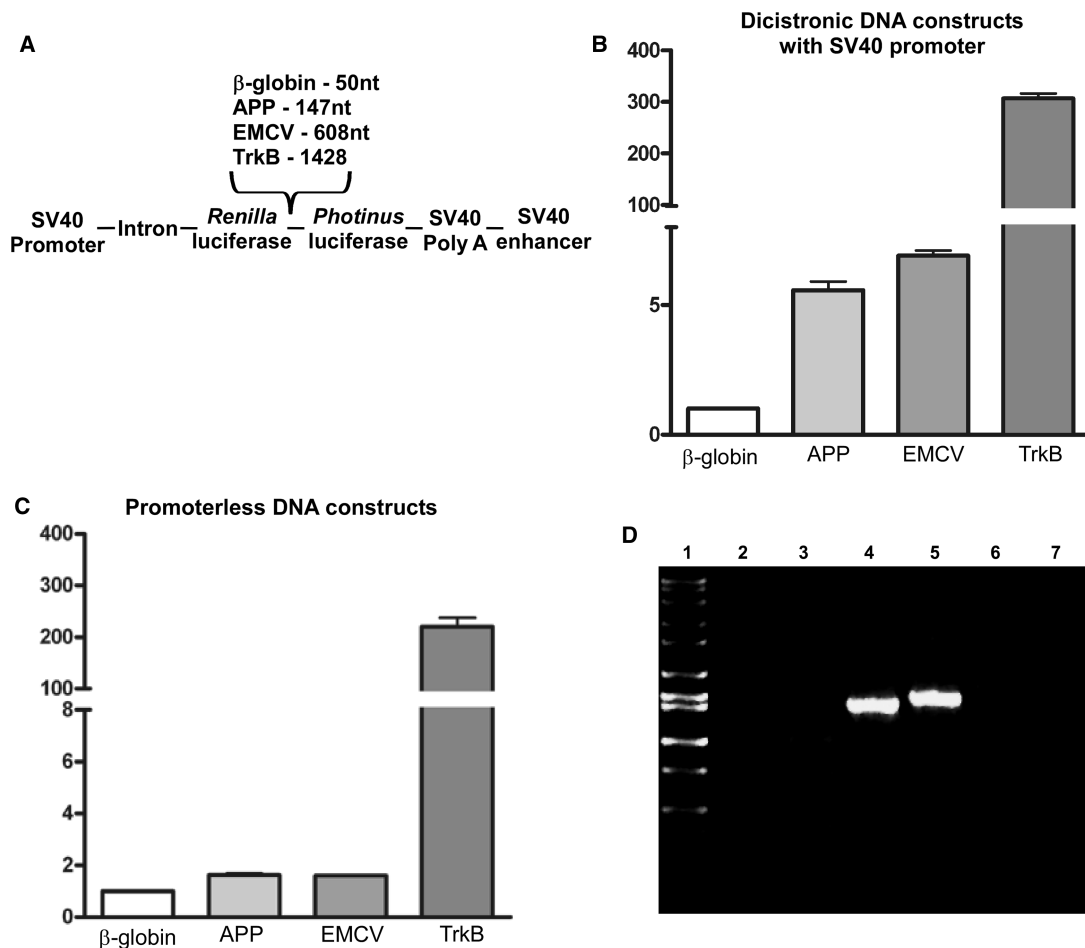 A
β-globin - 50nt
APP - 147nt
EMCV - 608nt
TrkB - 1428
SV40 Promoter
Intron
Renilla luciferase
Photinus luciferase
SV40 Poly A
SV40 enhancer
B
Dicistronic DNA constructs
with SV40 promoter
400
300
200
100
5
0
β-globin
APP
EMCV
TrkB
C
Promoterless DNA constructs
400
300
200
100
8
6
4
2
0
β-globin
APP
EMCV
TrkB
D
1 2 3 4 5 6 7